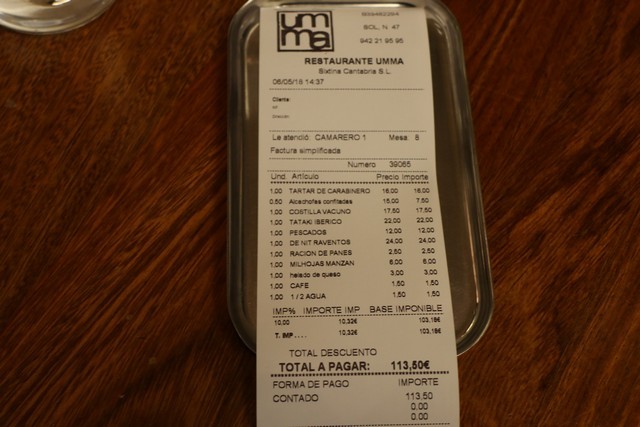 umma
SOL, N 47
942 21 95 95
RESTAURANTE UMMA
Sixtina Cantabria S.L.
06/05/18 14:37
Cliente
Le atendió: CAMARERO 1 Mesa: 8
Factura simplificada
Numero 39065
Und. Artículo Precio Importe
1,00 TARTAR DE CARABINERO 16,00 16,00
0,50 Alcachofas confitadas 15,00 7,50
1,00 COSTILLA VACUNO 17,50 17,50
1,00 TATAKI IBERICO 22,00 22,00
1,00 PESCADOS 12,00 12,00
1,00 DE NIT RAVENTOS 24,00 24,00
1,00 RACION DE PANES 2,50 2,50
1,00 MILHOJAS MANZAN 6,00 6,00
1,00 helado de queso 3,00 3,00
1,00 CAFE 1,50 1,50
1,00 1/2 AGUA 1,50 1,50
IMP% IMPORTE IMP BASE IMPONIBLE
10,00 10,32€ 103,18€
T. IMP.... 10,32€ 103,18€
TOTAL DESCUENTO
TOTAL A PAGAR: 113,50€
FORMA DE PAGO IMPORTE
CONTADO 113.50
0.00
0.00